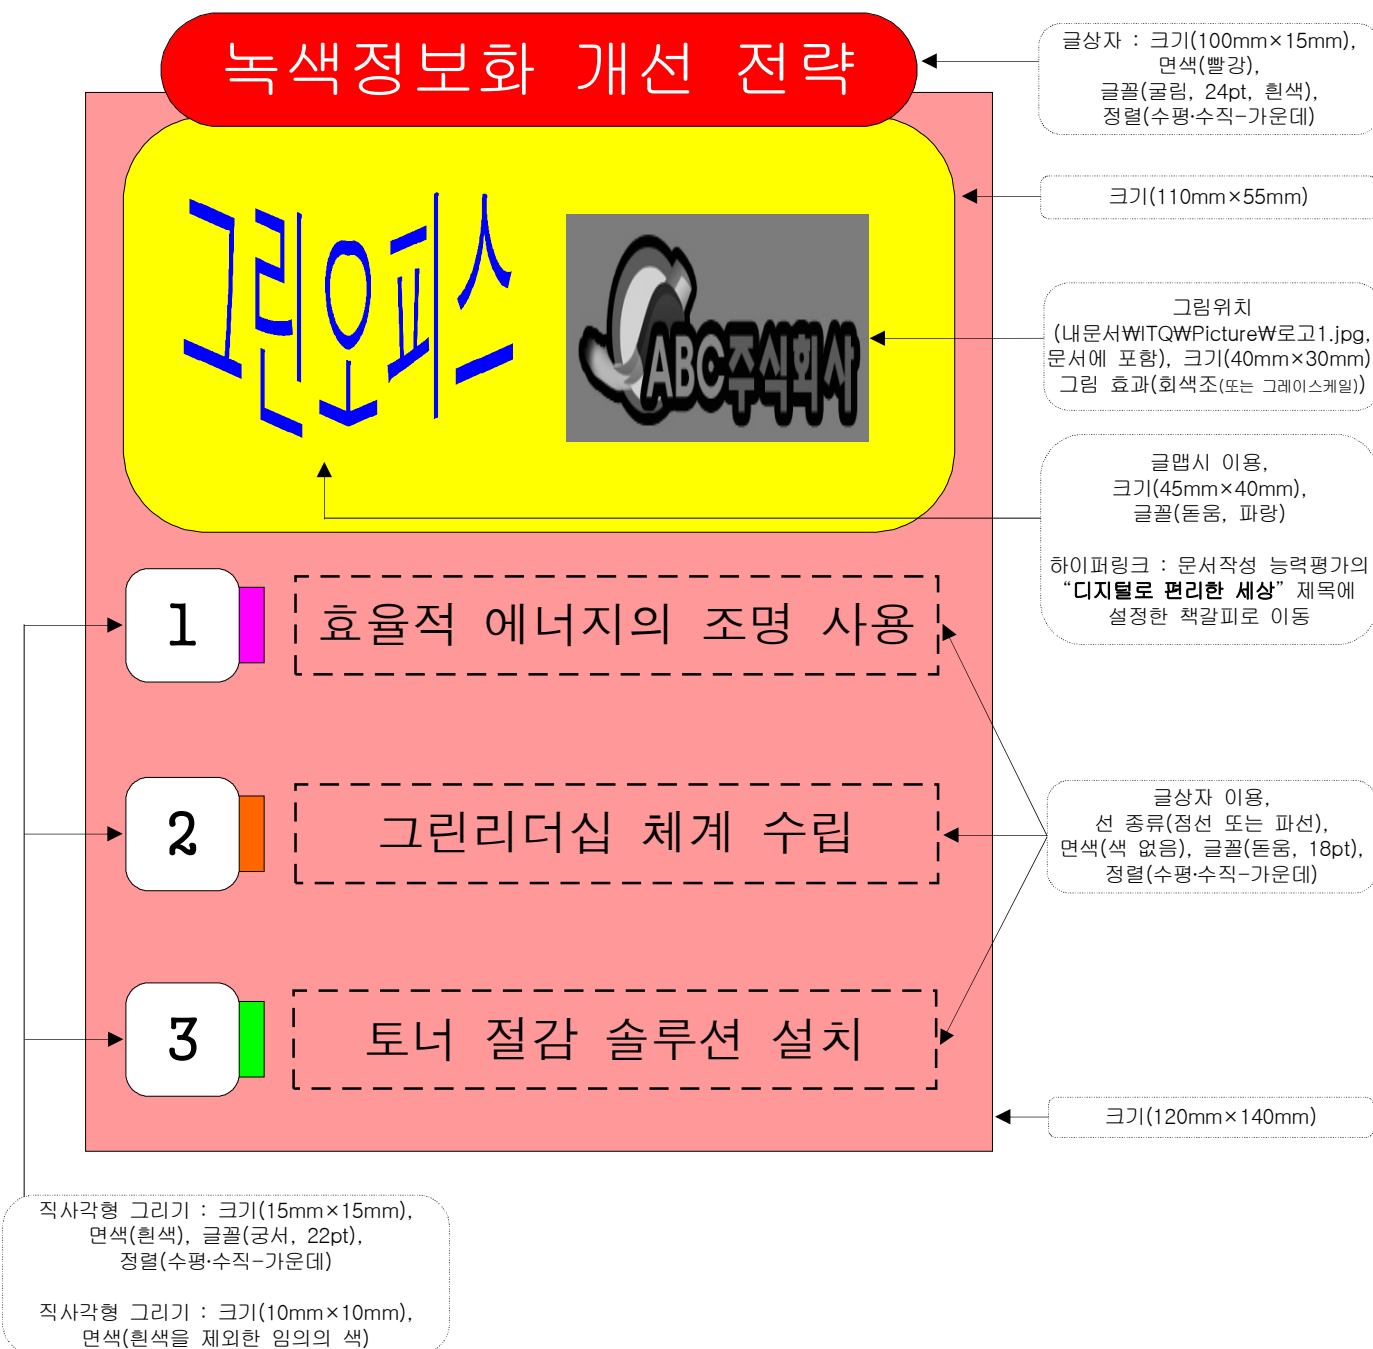 녹색정보화 개선 전략
글상자 : 크기(100mm×15mm),
면색(빨강),
글꼴(굴림, 24pt, 흰색),
정렬(수평·수직-가운데)
크기(110mm×55mm)
그린오피스
ABC주식회사
그림위치
(내문서₩ITQ₩Picture₩로고1.jpg,
문서에 포함), 크기(40mm×30mm)
그림 효과(회색조(또는 그레이스케일))
글맵시 이용,
크기(45mm×40mm),
글꼴(돋움, 파랑)
하이퍼링크 : 문서작성 능력평가의
“디지털로 편리한 세상” 제목에
설정한 책갈피로 이동
1
효율적 에너지의 조명 사용
2
그린리더십 체계 수립
글상자 이용,
선 종류(점선 또는 파선),
면색(색 없음), 글꼴(돋움, 18pt),
정렬(수평·수직-가운데)
3
토너 절감 솔루션 설치
크기(120mm×140mm)
직사각형 그리기 : 크기(15mm×15mm),
면색(흰색), 글꼴(궁서, 22pt),
정렬(수평·수직-가운데)
직사각형 그리기 : 크기(10mm×10mm),
면색(흰색을 제외한 임의의 색)